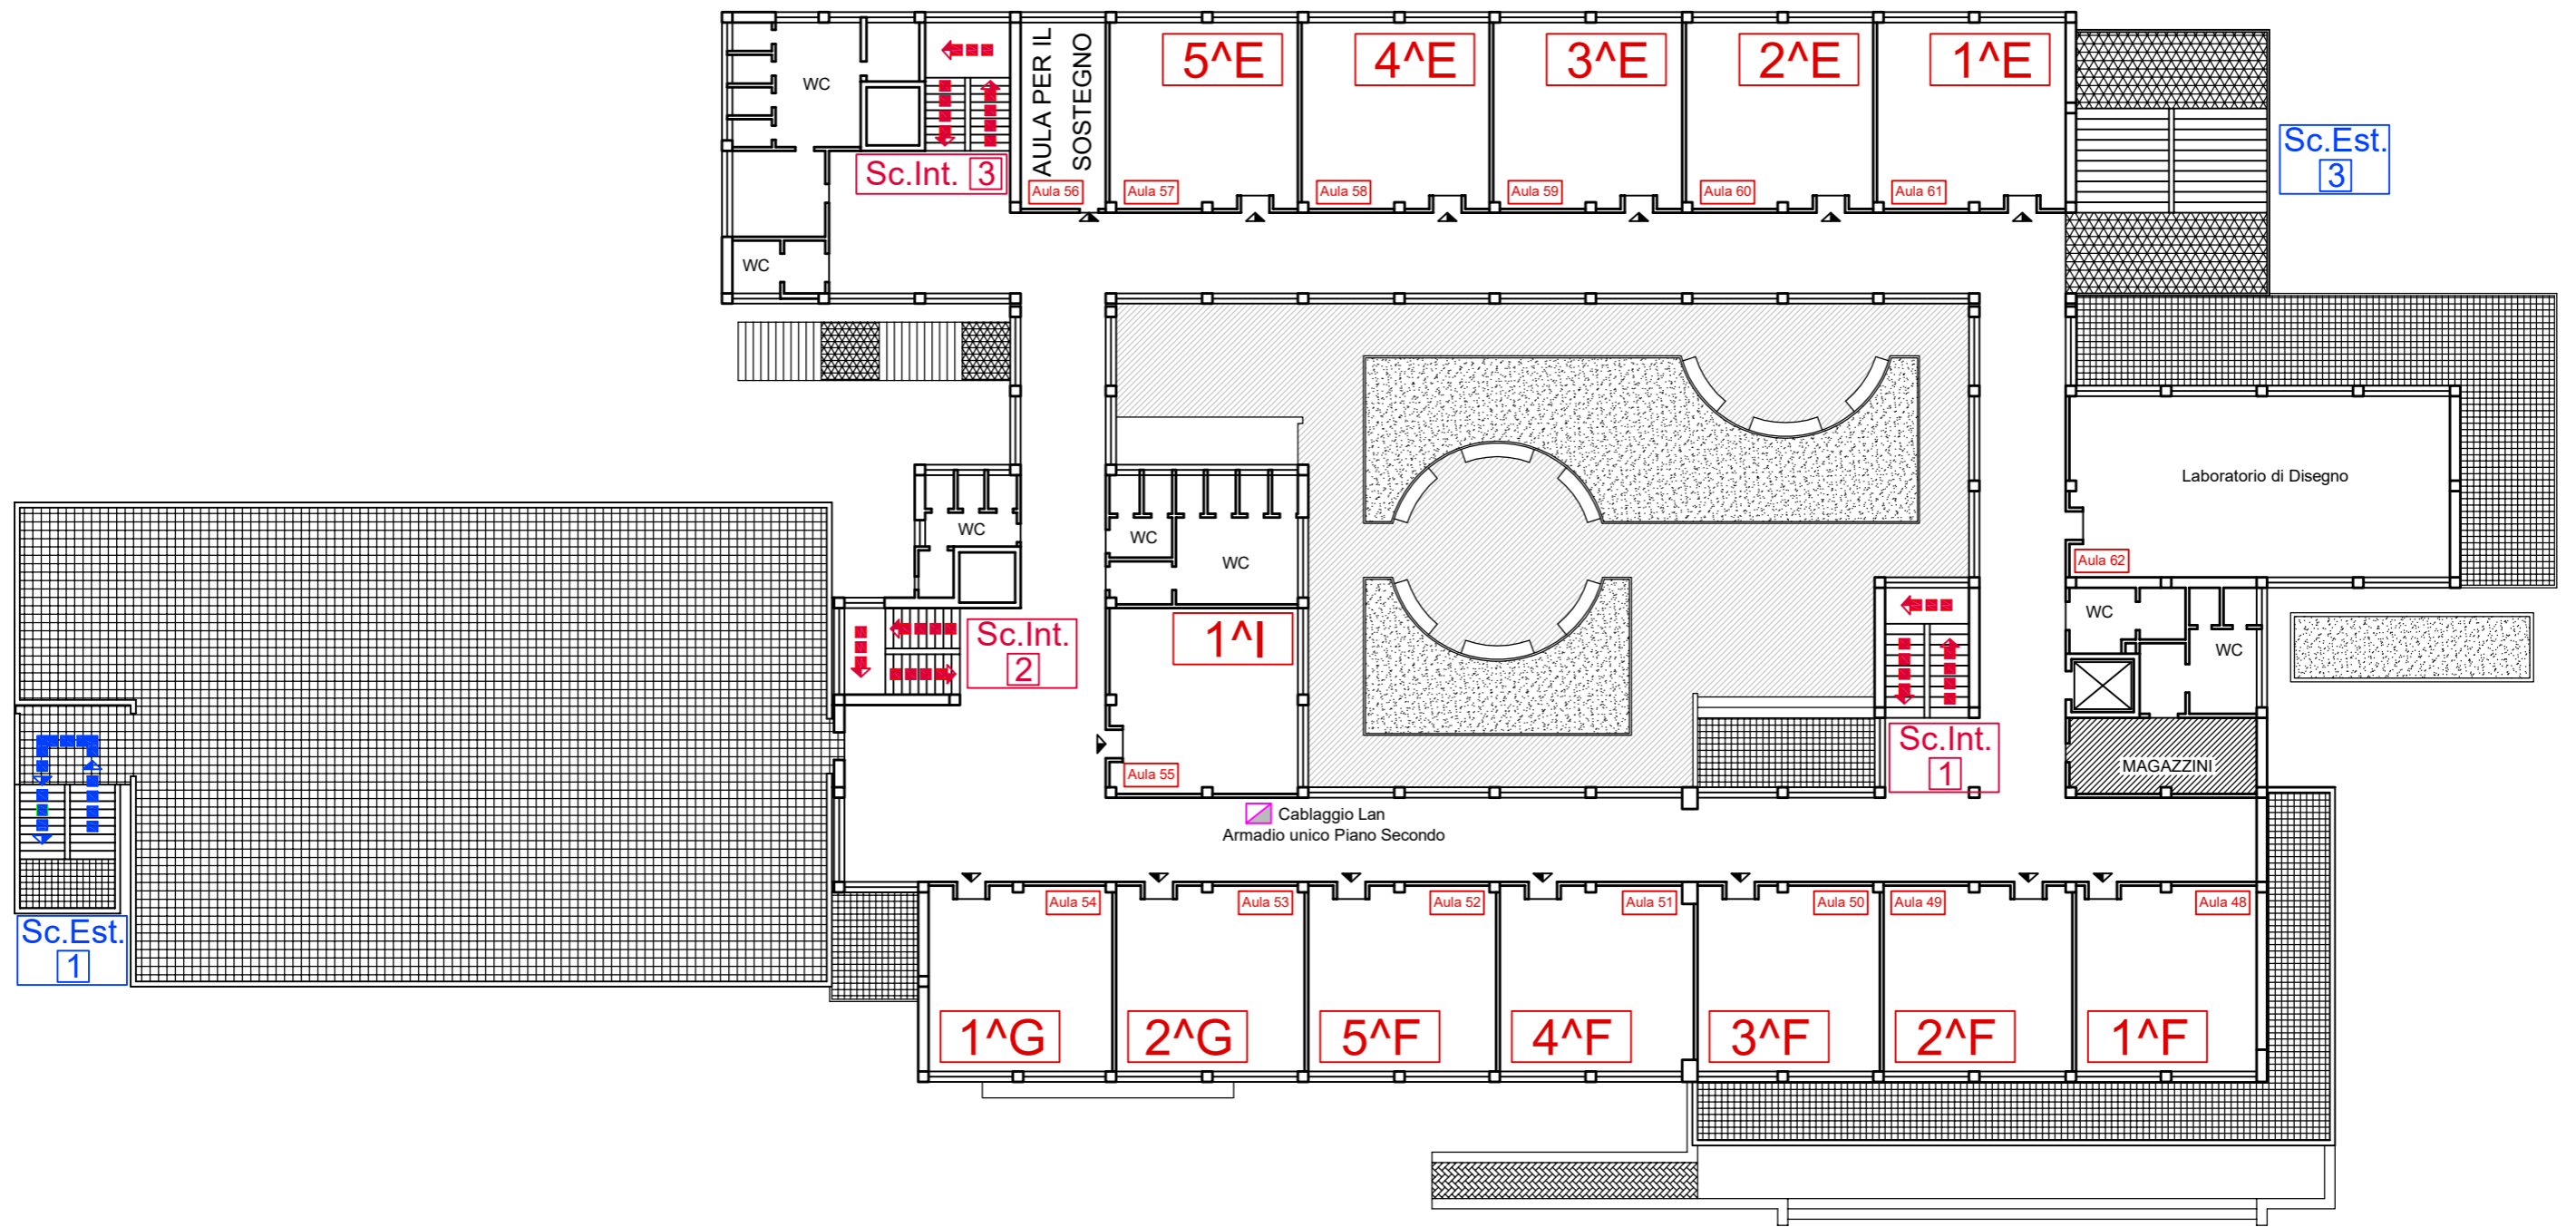 AULA PER IL
SOSTEGNO
5^E
4^E
3^E
2^E
1^E
WC
Sc.Int. 3
Sc.Est.
3
Aula 56
Aula 57
Aula 58
Aula 59
Aula 60
Aula 61
WC
Laboratorio di Disegno
WC
WC
WC
Aula 62
WC
WC
Sc.Int.
2
1^I
Sc.Int.
1
MAGAZZINI
Aula 55
Cablaggio Lan
Armadio unico Piano Secondo
Sc.Est.
1
Aula 54
Aula 53
Aula 52
Aula 51
Aula 50
Aula 49
Aula 48
1^G
2^G
5^F
4^F
3^F
2^F
1^F